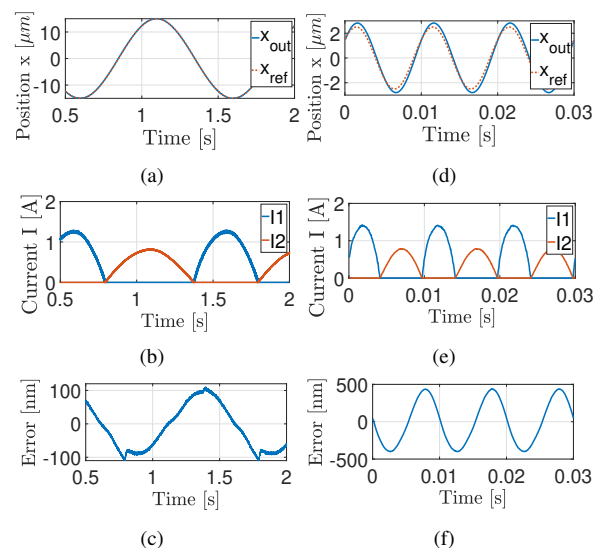 Position x [μm]
10
0
-10
x_out
x_ref
0.5
1
1.5
2
Time [s]
(a)
Position x [μm]
2
0
-2
x_out
x_ref
0
0.01
0.02
0.03
Time [s]
(d)
Current I [A]
2
1
0
I1
I2
0.5
1
1.5
2
Time [s]
(b)
Current I [A]
2
1
0
I1
I2
0
0.01
0.02
0.03
Time [s]
(e)
Error [nm]
100
0
-100
0.5
1
1.5
2
Time [s]
(c)
Error [nm]
500
0
-500
0
0.01
0.02
0.03
Time [s]
(f)